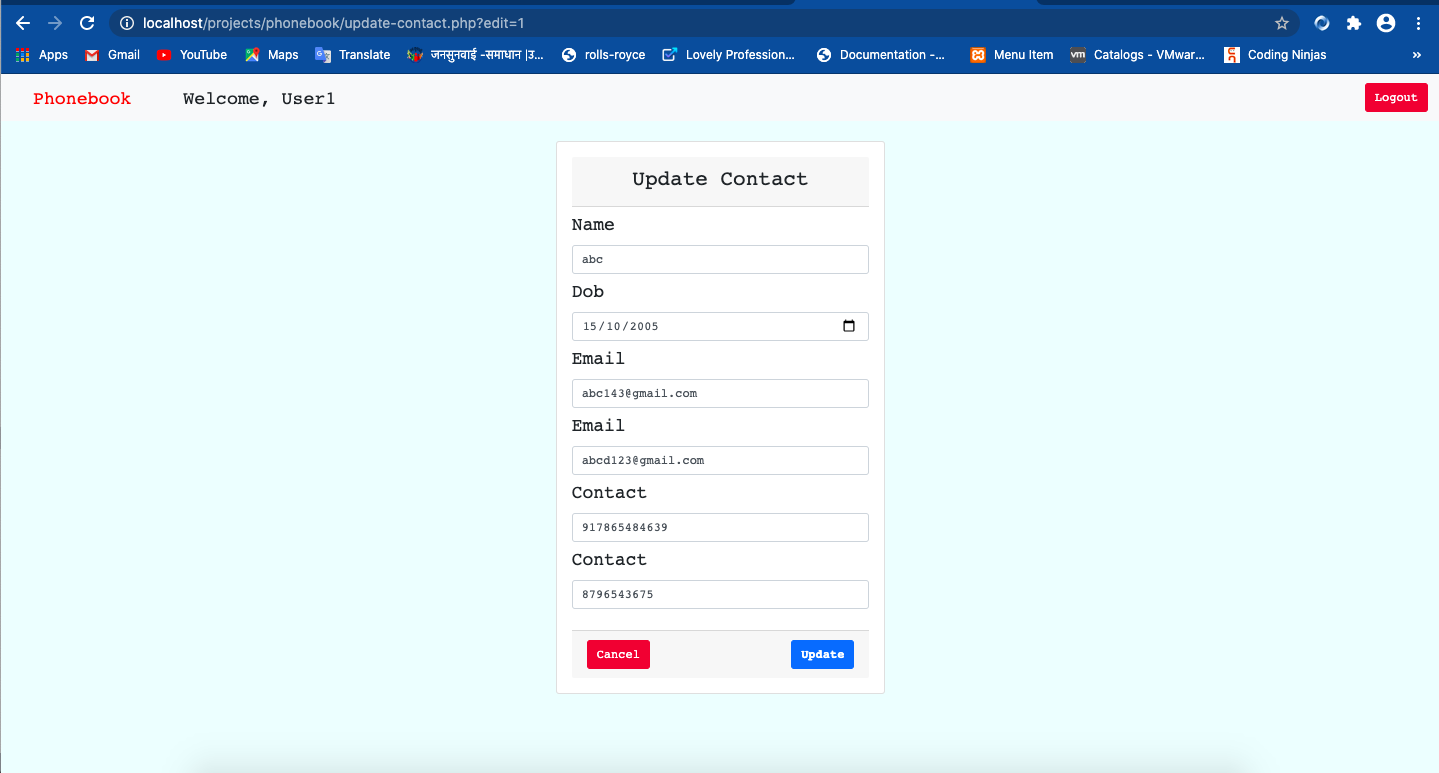 localhost/projects/phonebook/update-contact.php?edit=1
Apps Gmail YouTube Maps Translate जनसुनवाई -समाधान |उ... rolls-royce Lovely Profession... Documentation -... Menu Item Catalogs - VMwar... Coding Ninjas »
Phonebook Welcome, User1 Logout
Update Contact
Name
abc
Dob
15/10/2005
Email
abc143@gmail.com
Email
abcd123@gmail.com
Contact
917865484639
Contact
8796543675
Cancel Update